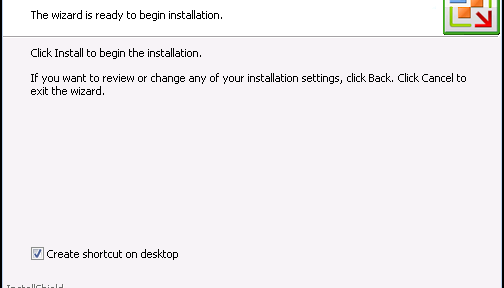 The wizard is ready to begin installation.
Click Install to begin the installation.
If you want to review or change any of your installation settings, click Back. Click Cancel to
exit the wizard.
Create shortcut on desktop
InstallShield